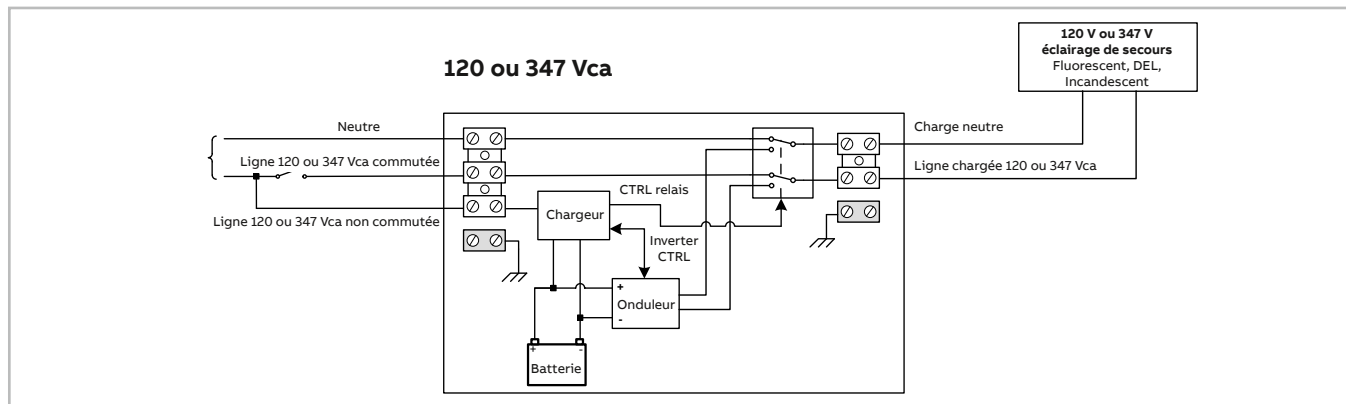 120 ou 347 Vca
120 V ou 347 V
éclairage de secours
Fluorescent, DEL,
Incandescent
Neutre
Charge neutre
Ligne 120 ou 347 Vca commutée
Ligne chargée 120 ou 347 Vca
CTRL relais
Chargeur
Ligne 120 ou 347 Vca non commutée
Inverter
CTRL
+
Onduleur
-
+ -
Batterie